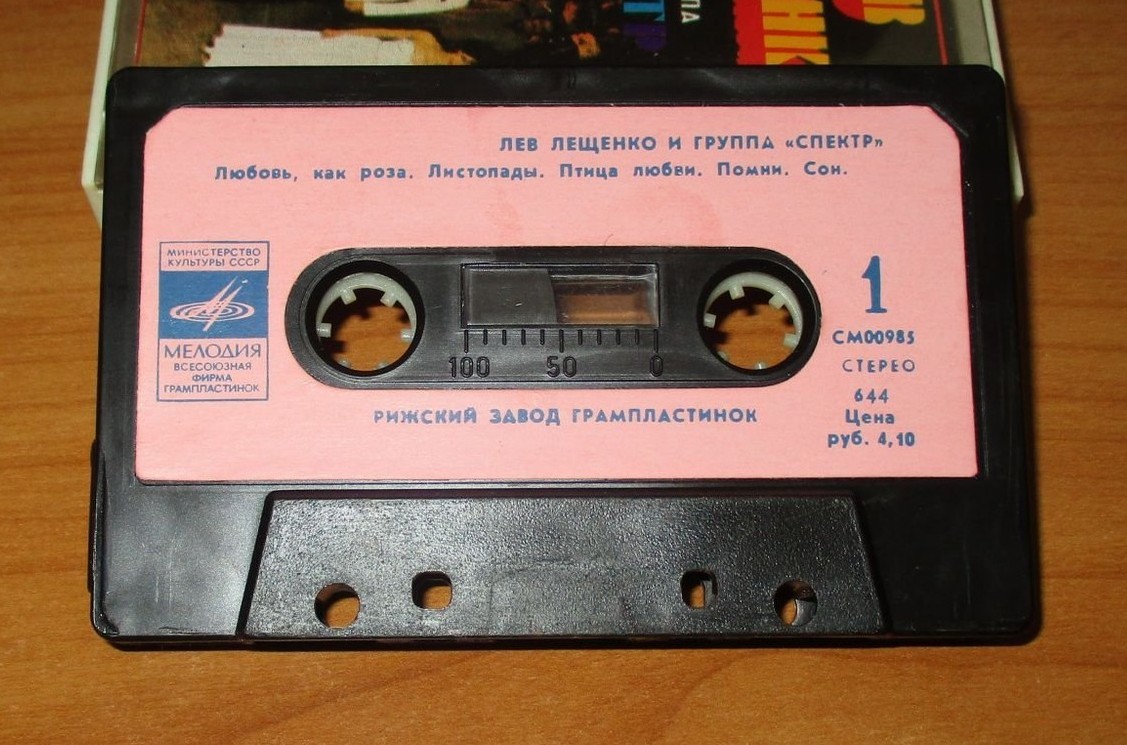 ЛЕВ ЛЕЩЕНКО И ГРУППА «СПЕКТР»
Любовь, как роза. Листопады. Птица любви. Помни. Сон.
МИНИСТЕРСТВО
КУЛЬТУРЫ СССР
МЕЛОДИЯ
ВСЕСОЮЗНАЯ
ФИРМА
ГРАМПЛАСТИНОК
1
СМ00985
СТЕРЕО
644
Цена
руб. 4,10
100 50 0
РИЖСКИЙ ЗАВОД ГРАМПЛАСТИНОК